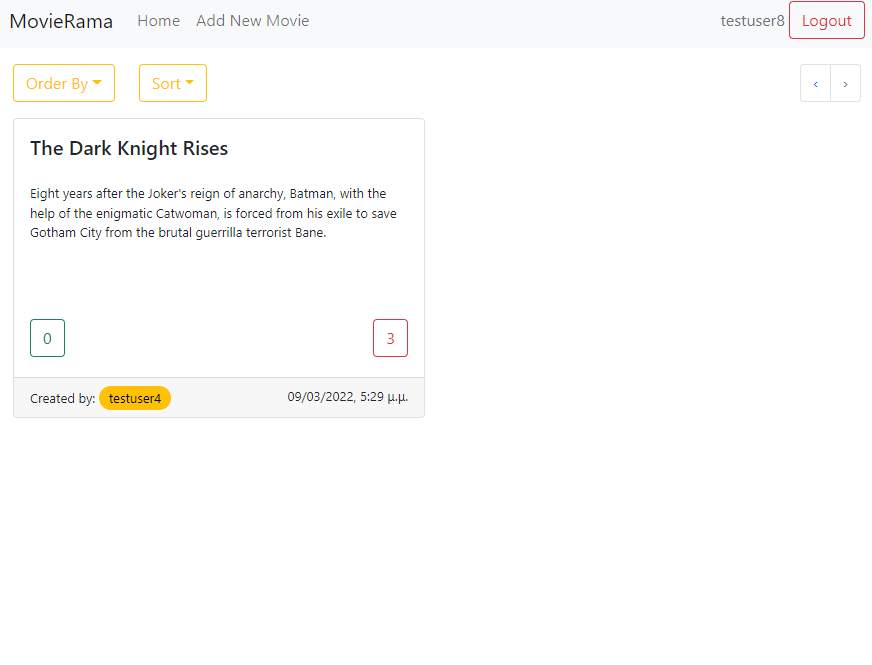 MovieRama Home Add New Movie testuser8 Logout
Order By Sort ‹ ›
The Dark Knight Rises
Eight years after the Joker's reign of anarchy, Batman, with the
help of the enigmatic Catwoman, is forced from his exile to save
Gotham City from the brutal guerrilla terrorist Bane.
0 3
Created by: testuser4 09/03/2022, 5:29 μ.μ.